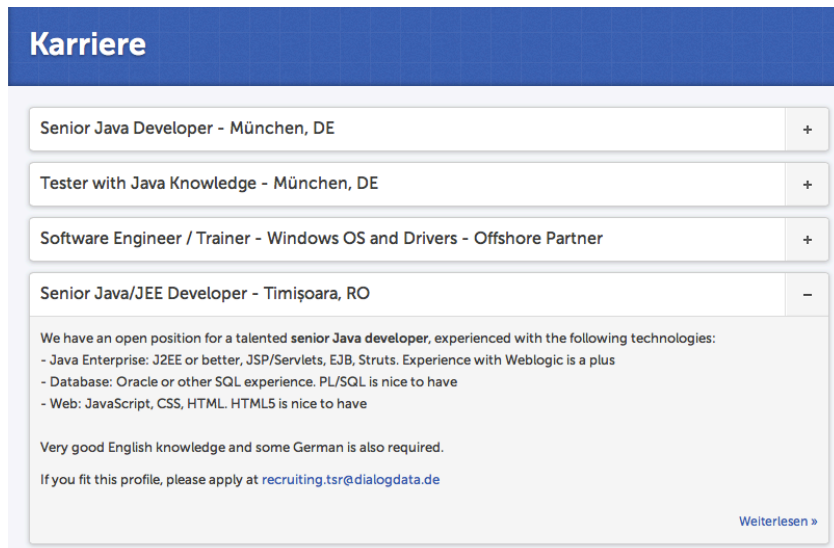 Karriere
Senior Java Developer - München, DE
+
Tester with Java Knowledge - München, DE
+
Software Engineer / Trainer - Windows OS and Drivers - Offshore Partner
+
Senior Java/JEE Developer - Timișoara, RO
–
We have an open position for a talented senior Java developer, experienced with the following technologies:
- Java Enterprise: J2EE or better, JSP/Servlets, EJB, Struts. Experience with Weblogic is a plus
- Database: Oracle or other SQL experience. PL/SQL is nice to have
- Web: JavaScript, CSS, HTML. HTML5 is nice to have
Very good English knowledge and some German is also required.
If you fit this profile, please apply at recruiting.tsr@dialogdata.de
Weiterlesen »